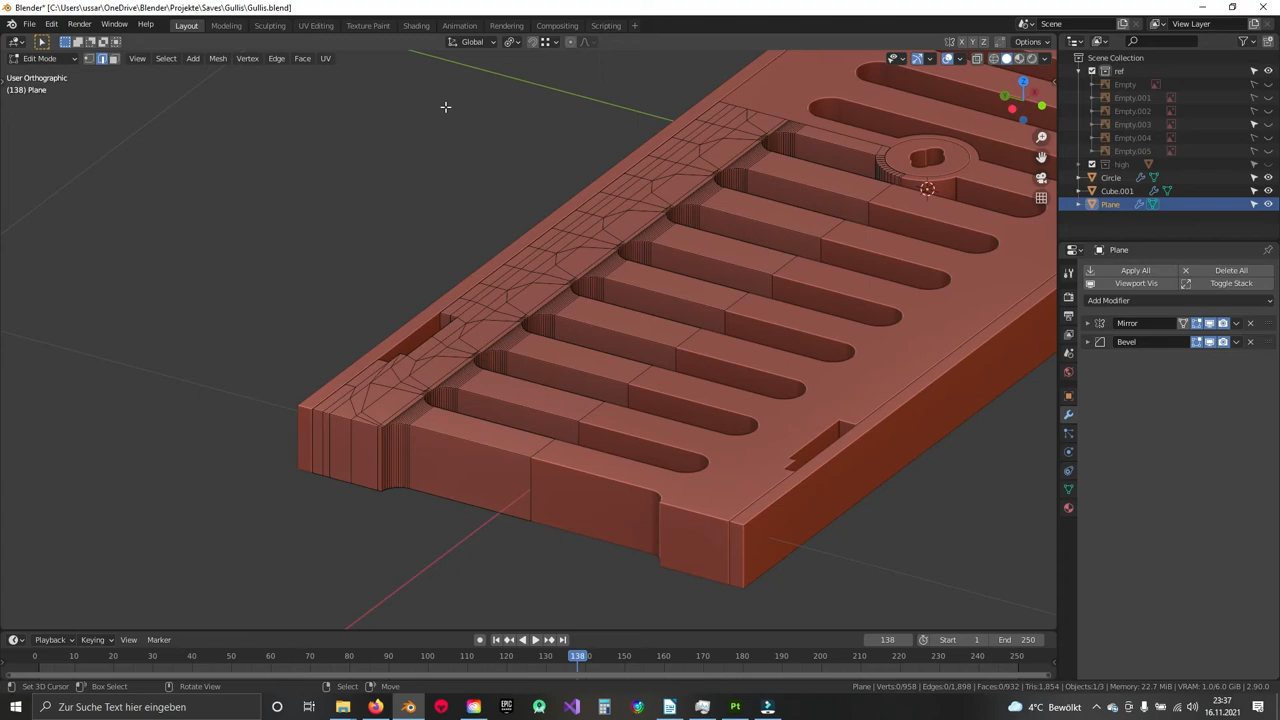 Blender* [C:\Users\ussar\OneDrive\Blender\Projekte\Saves\Gullis\Gullis.blend]
File Edit Render Window Help Layout Modeling Sculpting UV Editing Texture Paint Shading Animation Rendering Compositing Scripting + Scene View Layer
Global X Y Z Options
Edit Mode View Select Add Mesh Vertex Edge Face UV
User Orthographic
(138) Plane
Z
Scene Collection
ref
Empty
Empty.001
Empty.002
Empty.003
Empty.004
Empty.005
high
Circle
Cube.001
Plane
Plane
Apply All Delete All
Viewport Vis Toggle Stack
Add Modifier
Mirror
Bevel
Playback Keying View Marker 138 Start 1 End 250
0 10 20 30 40 50 60 70 80 90 100 110 120 130 138 150 160 170 180 190 200 210 220 230 240 250
Set 3D Cursor Box Select Rotate View Select Move Plane | Verts:0/958 | Edges:0/1,898 | Faces:0/932 | Tris:1,854 | Objects:1/3 | Memory: 22.7 MiB | VRAM: 1.0/6.0 GiB | 2.90.0
Zur Suche Text hier eingeben EPIC Pt 4°C Bewölkt 23:37
16.11.2021